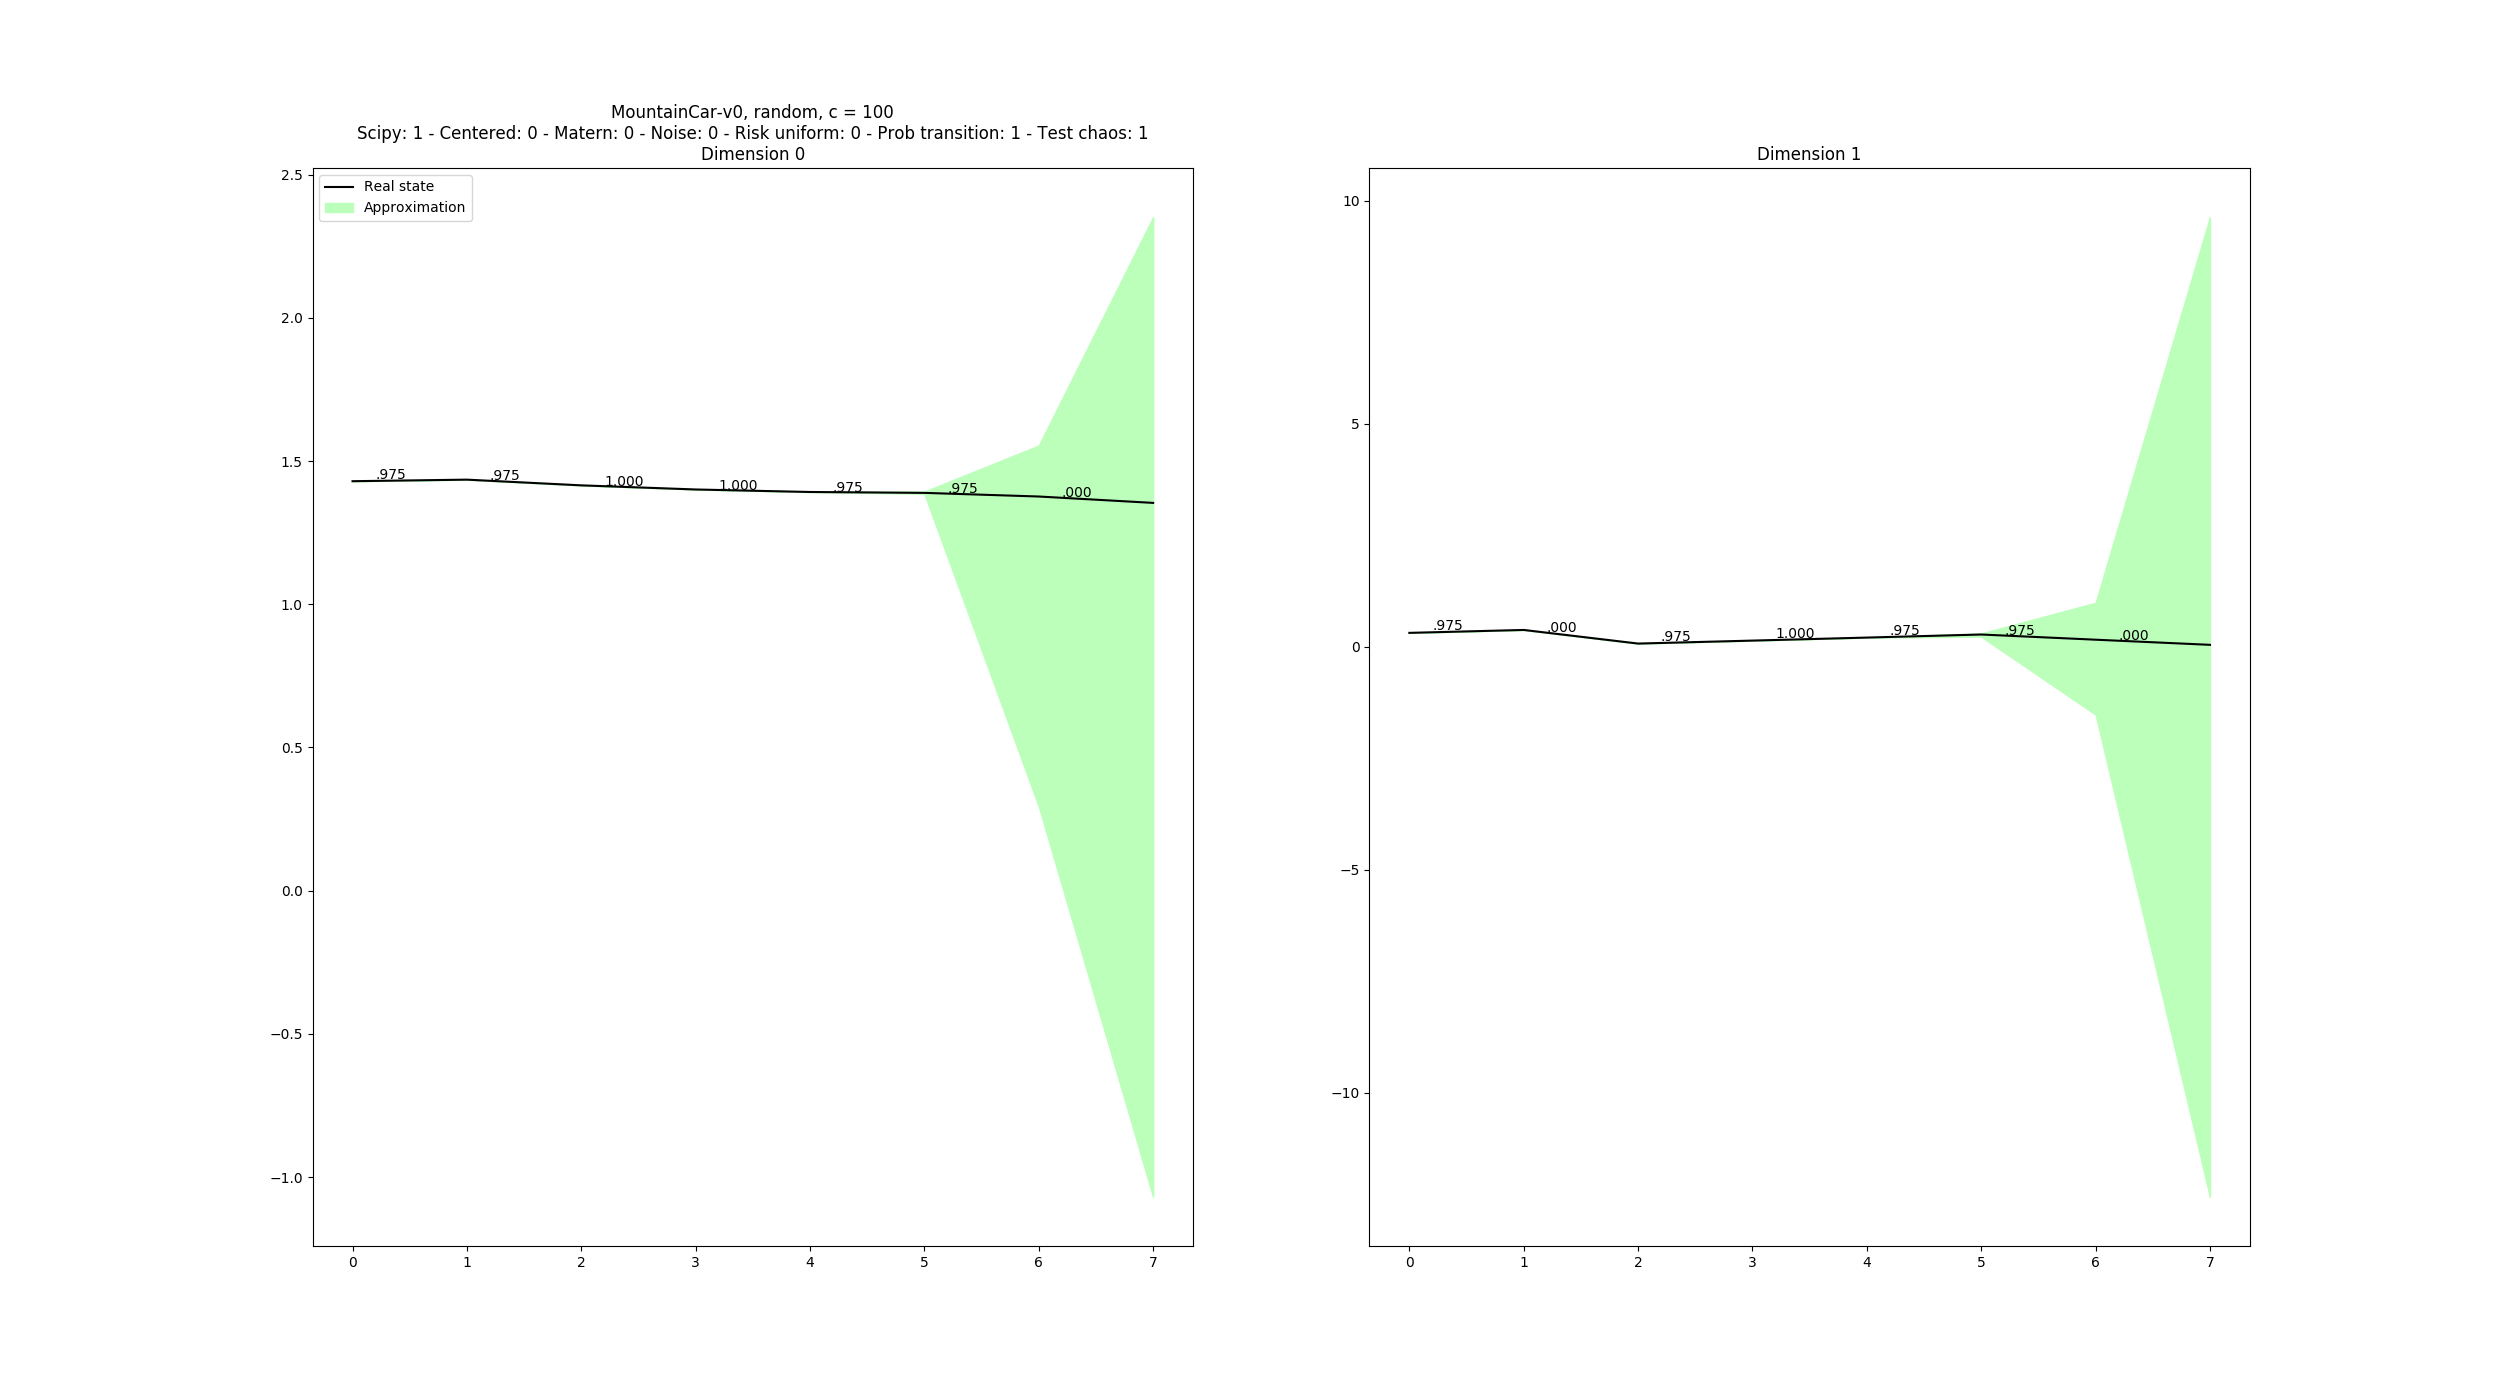 MountainCar-v0, random, c = 100
Scipy: 1 - Centered: 0 - Matern: 0 - Noise: 0 - Risk uniform: 0 - Prob transition: 1 - Test chaos: 1
Dimension 0
Real state
Approximation
2.5
2.0
1.5
1.0
0.5
0.0
−0.5
−1.0
.975 .975 1.000 1.000 .975 .975 .000
0 1 2 3 4 5 6 7
Dimension 1
10
5
0
−5
−10
.975 .000 .975 1.000 .975 .975 .000
0 1 2 3 4 5 6 7